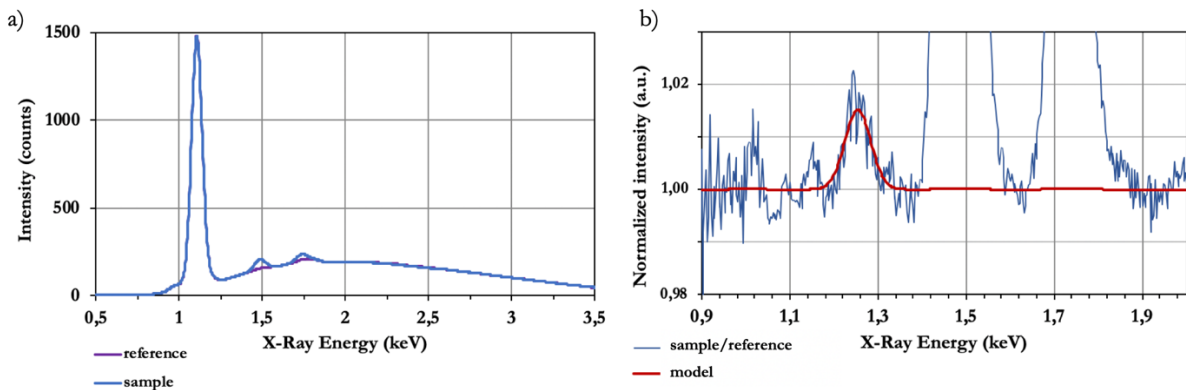 a)
Intensity (counts)
1500
1000
500
0
0,5
1
1,5
2
2,5
3
3,5
X-Ray Energy (keV)
reference
sample
b)
Normalized intensity (a.u.)
1,02
1,00
0,98
0,9
1,1
1,3
1,5
1,7
1,9
X-Ray Energy (keV)
sample/reference
model